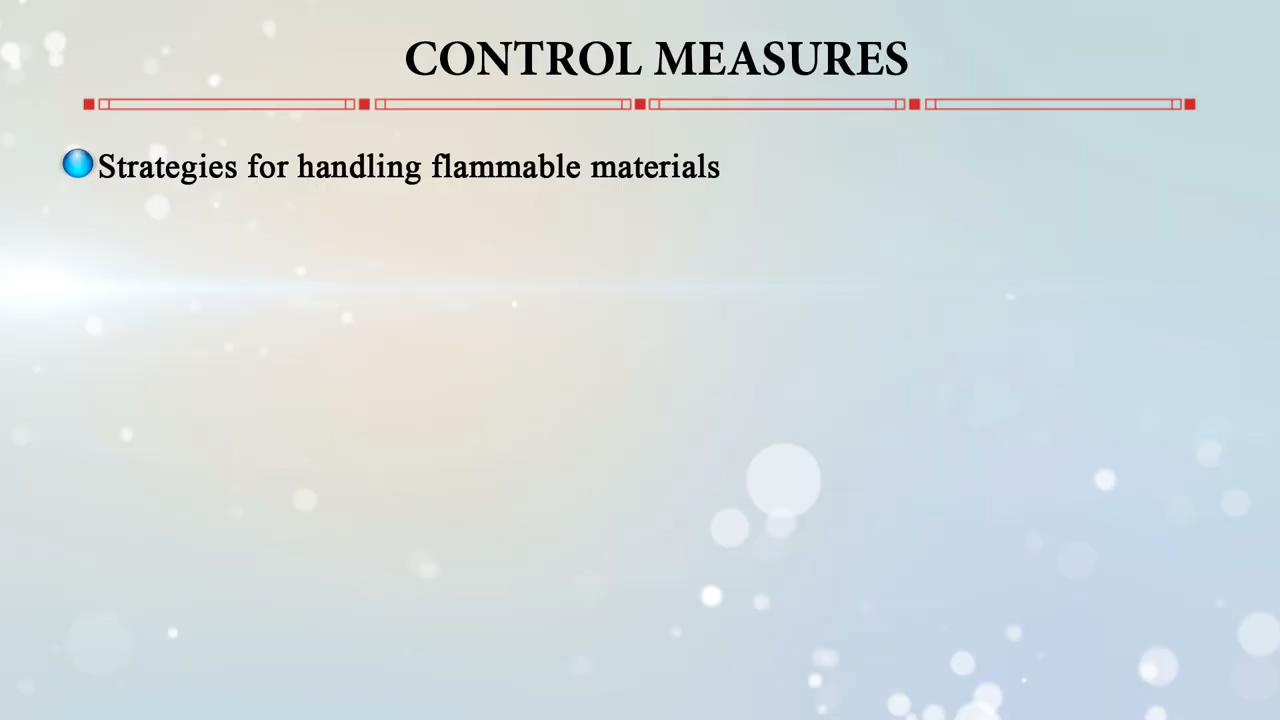 CONTROL MEASURES
Strategies for handling flammable materials